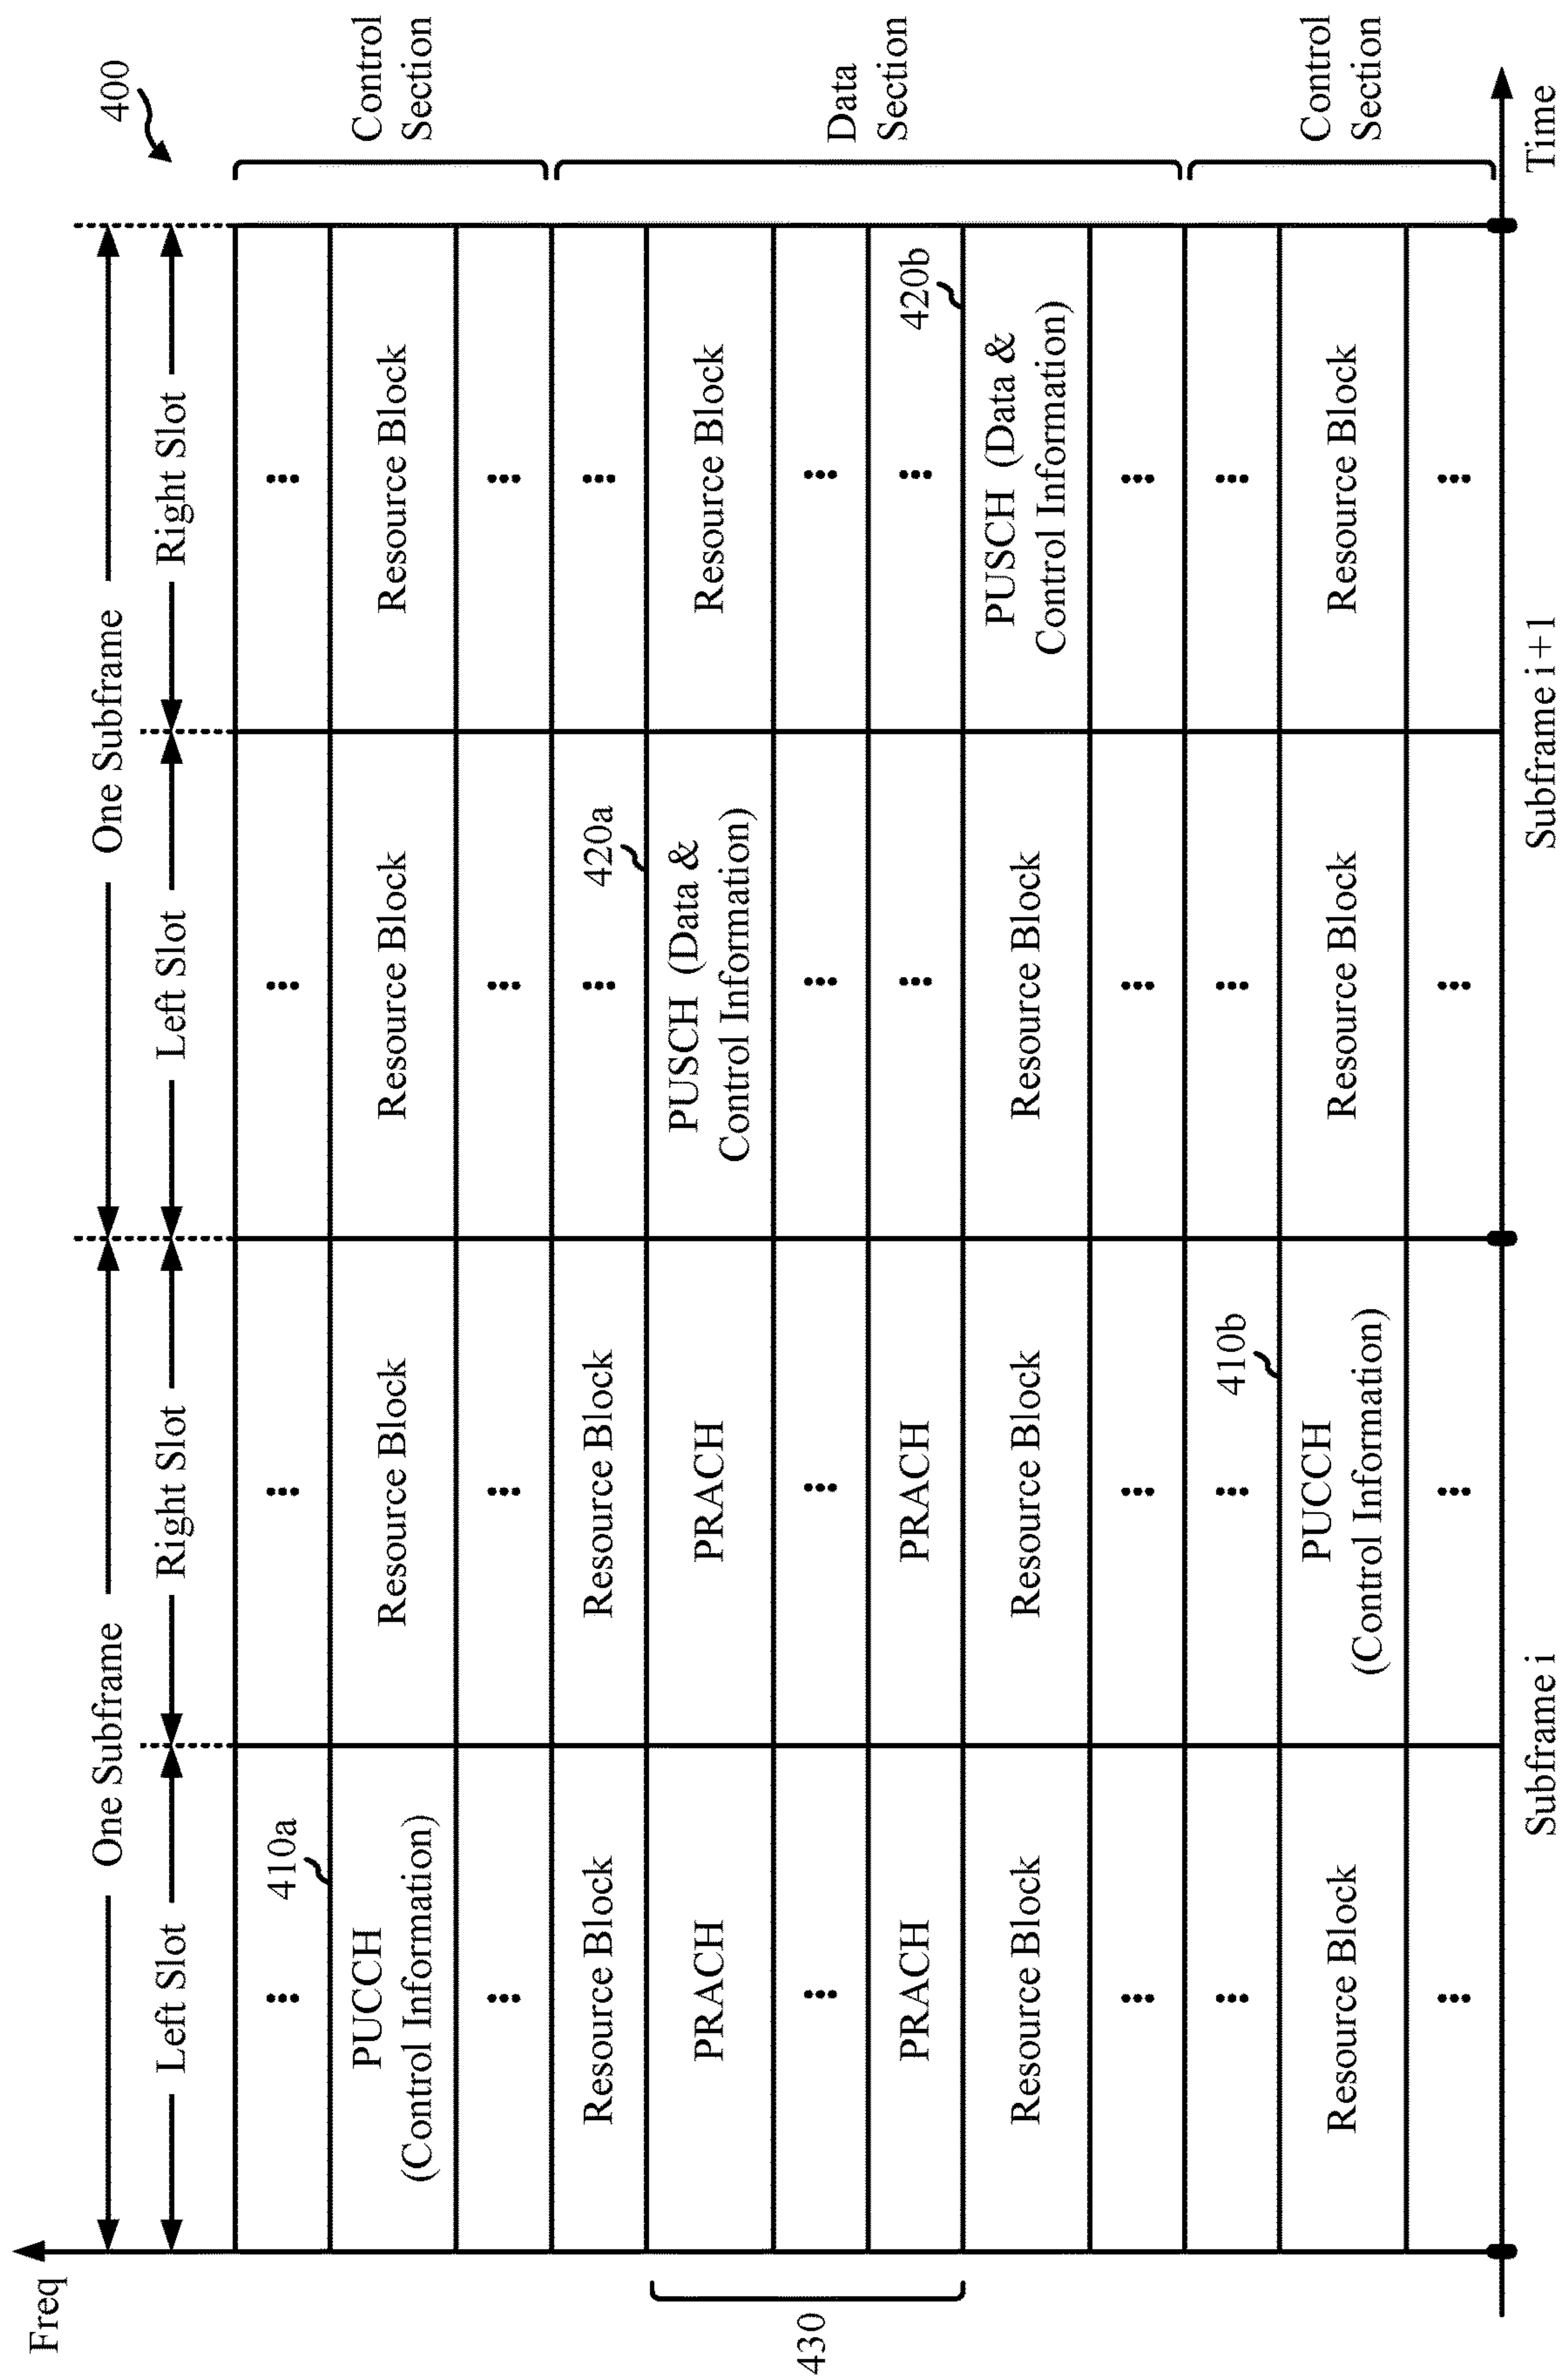 400
Freq
One Subframe
One Subframe
Left Slot
Right Slot
Left Slot
Right Slot
410a
PUCCH
(Control Information)
Resource Block
Resource Block
Resource Block
Control
Section
Resource Block
Resource Block
420a
PRACH
PRACH
PUSCH (Data &
Control Information)
Resource Block
430
Data
Section
PRACH
PRACH
420b
Resource Block
Resource Block
Resource Block
PUSCH (Data &
Control Information)
410b
Resource Block
PUCCH
(Control Information)
Resource Block
Resource Block
Control
Section
Subframe i
Subframe i+1
Time